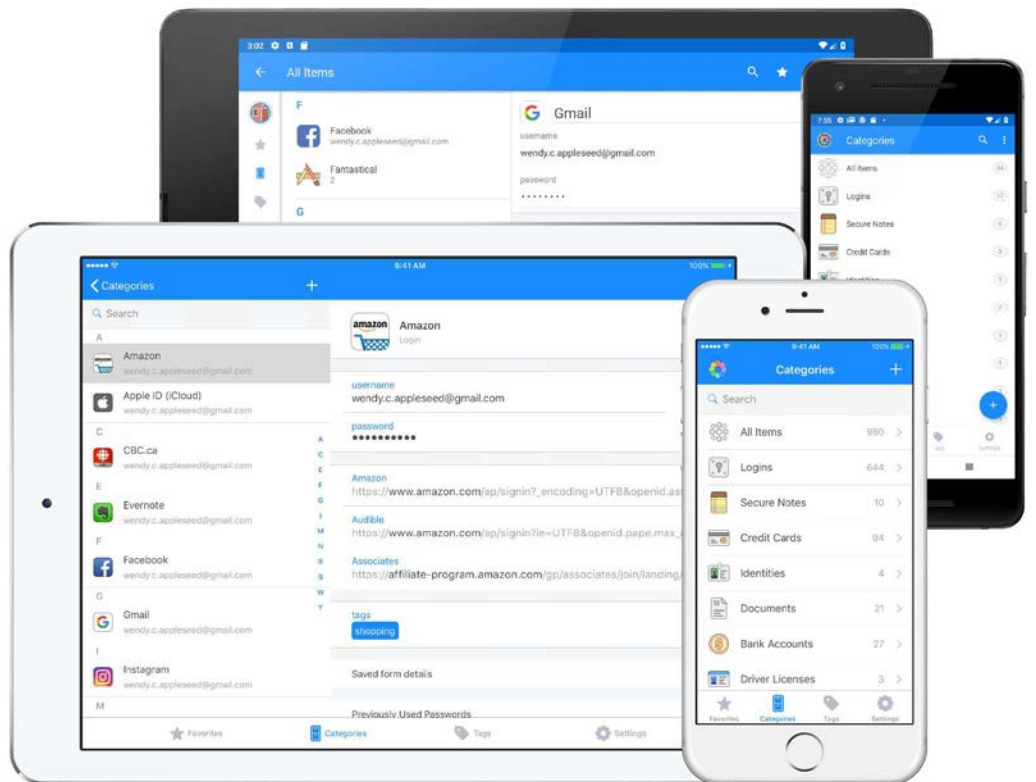 3:02
All Items
F
Facebook
wendy.c.appleseed@gmail.com
Fantastical
2
G
Gmail
username
wendy.c.appleseed@gmail.com
password
7:55
Categories
All Items
Logins
Secure Notes
Credit Cards
3
Settings
9:41 AM
100%
Categories
Search
A
Amazon
wendy.c.appleseed@gmail.com
Apple ID (iCloud)
wendy.c.appleseed@gmail.com
C
CBC.ca
wendy.c.appleseed@gmail.com
E
Evernote
wendy.c.appleseed@gmail.com
F
Facebook
wendy.c.appleseed@gmail.com
G
Gmail
wendy.c.appleseed@gmail.com
I
Instagram
wendy.c.appleseed@gmail.com
M
A
C
E
F
G
I
M
N
S
W
Y
amazon
Amazon
Login
username
wendy.c.appleseed@gmail.com
password
Amazon
https://www.amazon.com/ap/signin?_encoding=UTF8&openid.as
Audible
https://www.amazon.com/ap/signin?ie=UTF8&openid.pape.max_
Associates
https://affiliate-program.amazon.com/gp/associates/join/landing/
tags
shopping
Saved form details
Previously Used Passwords
Favorites
Categories
Tags
Settings
9:41 AM
100%
Categories
Search
All Items 980
Logins 644
Secure Notes 10
Credit Cards 94
Identities 4
Documents 21
Bank Accounts 27
Driver Licenses 3
Favorites
Categories
Tags
Settings